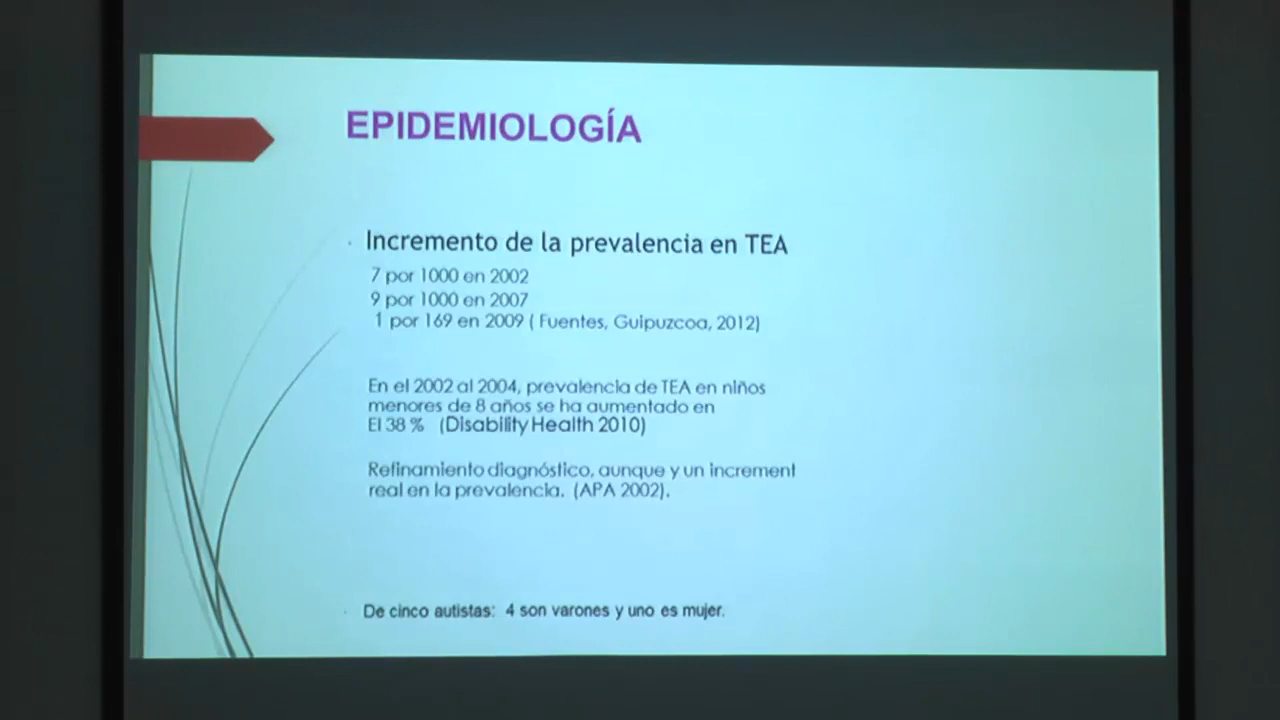 EPIDEMIOLOGÍA
Incremento de la prevalencia en TEA
7 por 1000 en 2002
9 por 1000 en 2007
1 por 169 en 2009 ( Fuentes, Guipuzcoa, 2012)
En el 2002 al 2004, prevalencia de TEA en niños
menores de 8 años se ha aumentado en
El 38 % (Disability Health 2010)
Refinamiento diagnóstico, aunque y un increment
real en la prevalencia. (APA 2002).
De cinco autistas: 4 son varones y uno es mujer.